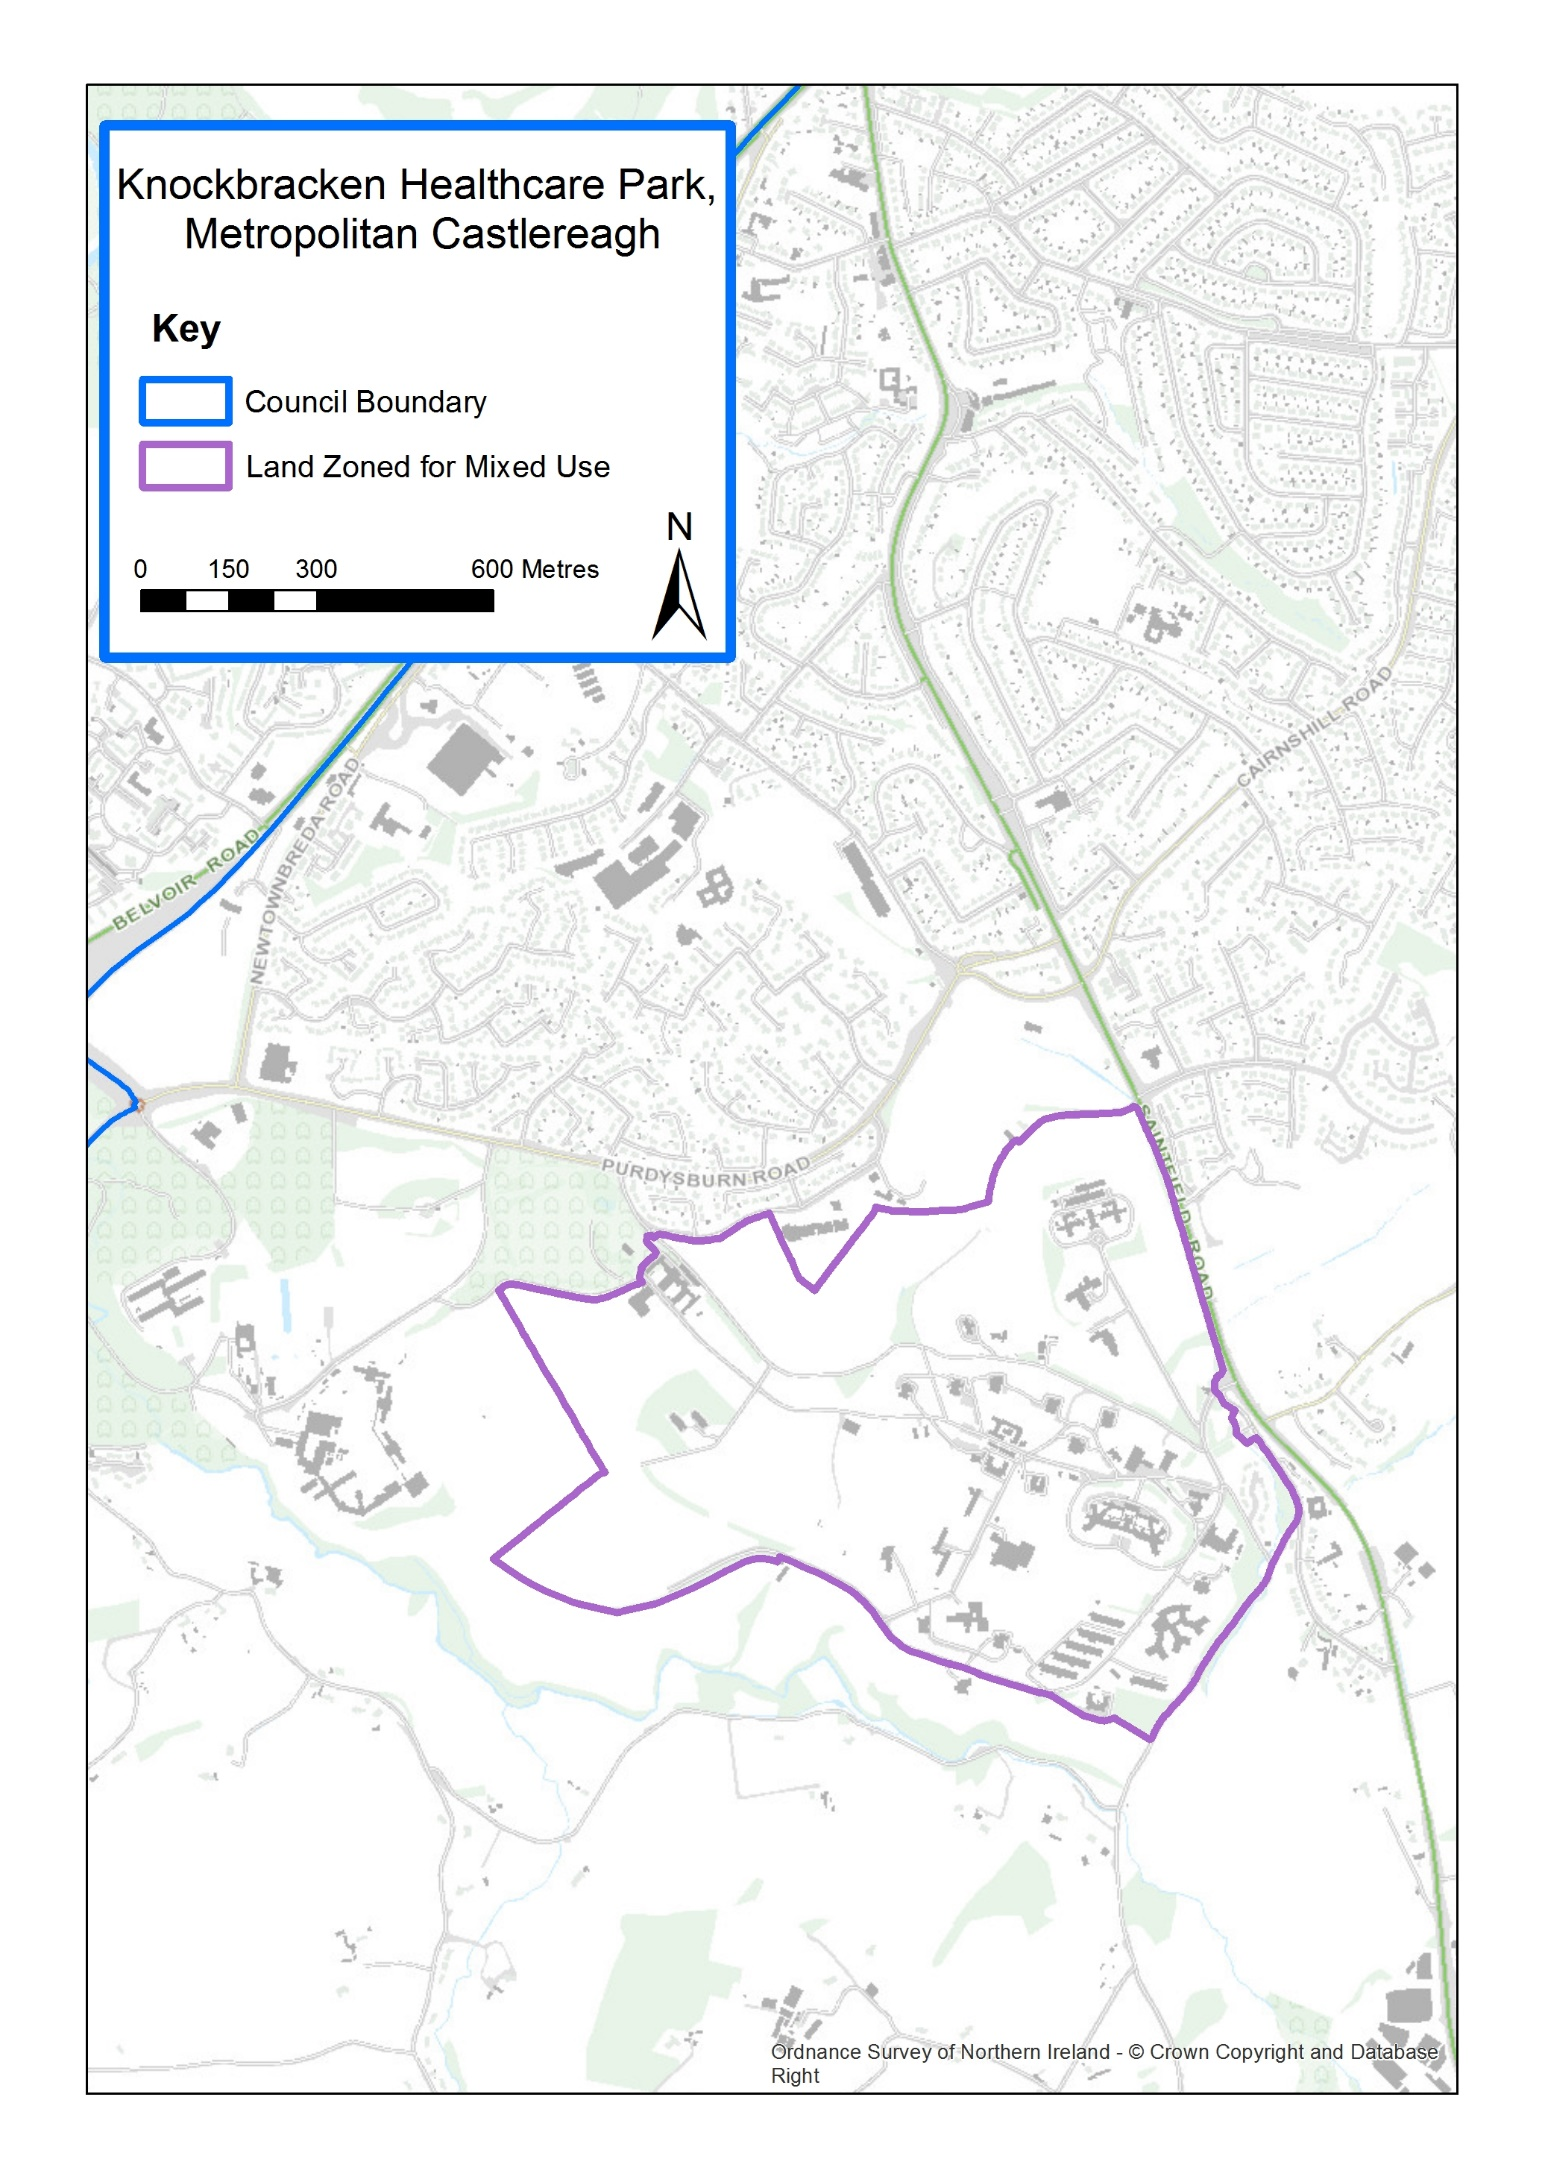 Knockbracken Healthcare Park,
Metropolitan Castlereagh
Key
Council Boundary
Land Zoned for Mixed Use
N
0 150 300 600 Metres
CAIRNSHILL ROAD
BELVOIR ROAD
NEWTOWNBREDA ROAD
PURDYSBURN ROAD
SAINTFIELD ROAD
Ordnance Survey of Northern Ireland - © Crown Copyright and Database
Right